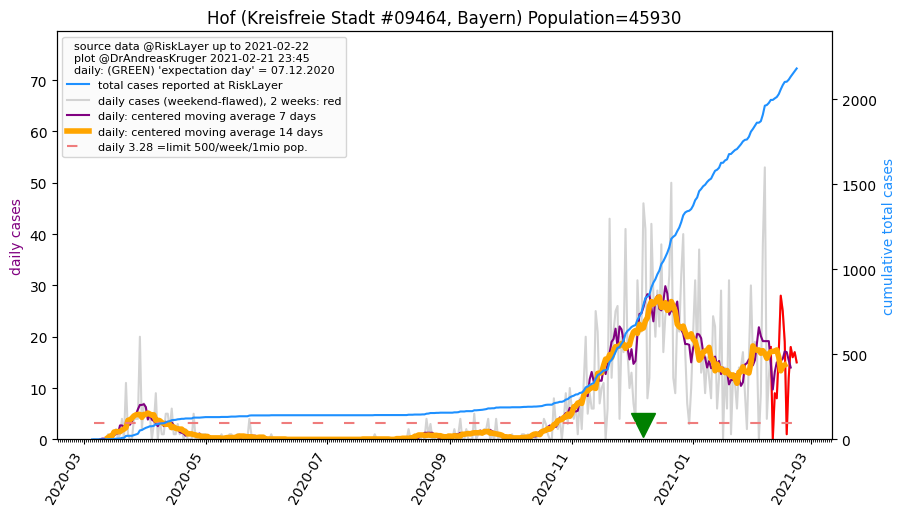 Hof (Kreisfreie Stadt #09464, Bayern) Population=45930
source data @RiskLayer up to 2021-02-22
plot @DrAndreasKruger 2021-02-21 23:45
daily: (GREEN) 'expectation day' = 07.12.2020
total cases reported at RiskLayer
daily cases (weekend-flawed), 2 weeks: red
daily: centered moving average 7 days
daily: centered moving average 14 days
daily 3.28 =limit 500/week/1mio pop.
daily cases
70
60
50
40
30
20
10
0
cumulative total cases
2000
1500
1000
500
0
2020-03
2020-05
2020-07
2020-09
2020-11
2021-01
2021-03